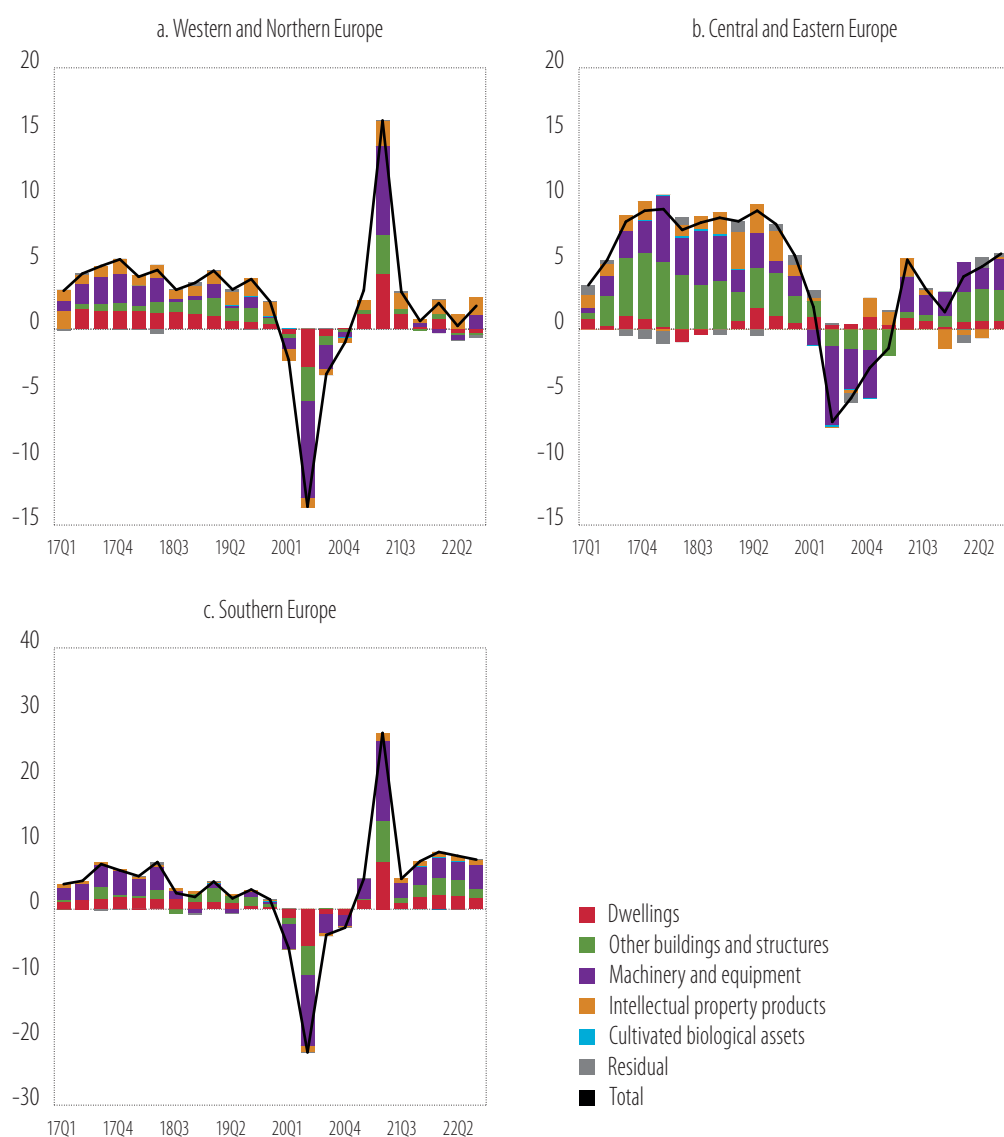 a. Western and Northern Europe
20
15
10
5
0
-5
-10
-15
17Q1 17Q4 18Q3 19Q2 20Q1 20Q4 21Q3 22Q2
b. Central and Eastern Europe
20
15
10
5
0
-5
-10
-15
17Q1 17Q4 18Q3 19Q2 20Q1 20Q4 21Q3 22Q2
c. Southern Europe
40
30
20
10
0
-10
-20
-30
17Q1 17Q4 19Q2 18Q3 20Q1 20Q4 21Q3 22Q2
Dwellings
Other buildings and structures
Machinery and equipment
Intellectual property products
Cultivated biological assets
Residual
Total